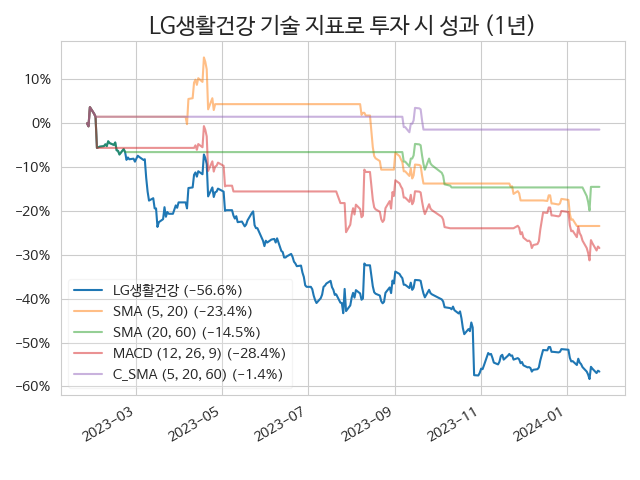 LG생활건강 기술 지표로 투자 시 성과 (1년)
10%
0%
−10%
−20%
−30%
−40%
−50%
−60%
LG생활건강 (−56.6%)
SMA (5, 20) (−23.4%)
SMA (20, 60) (−14.5%)
MACD (12, 26, 9) (−28.4%)
C_SMA (5, 20, 60) (−1.4%)
2023-03
2023-05
2023-07
2023-09
2023-11
2024-01